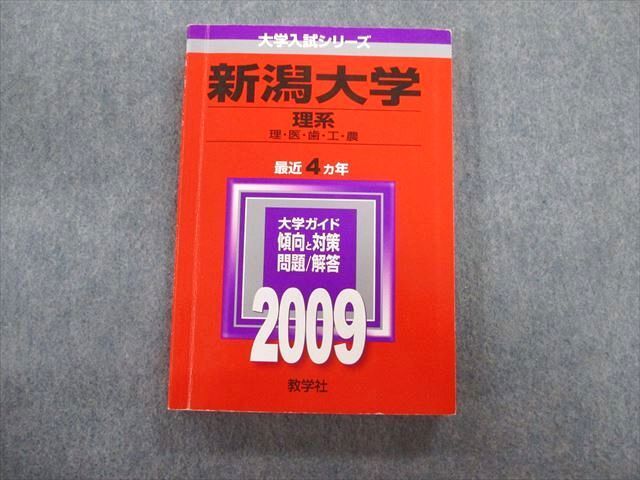 大学入試シリーズ
新潟大学
理系
理・医・歯・工・農
最近4カ年
大学ガイド
傾向と対策
問題/解答
2009
教学社